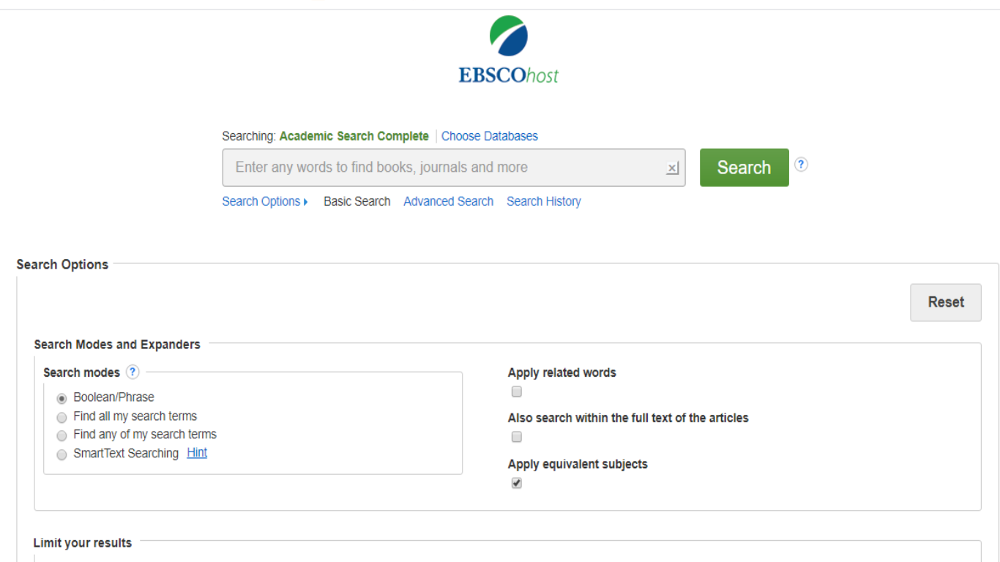 EBSCOhost
Searching: Academic Search Complete Choose Databases
Enter any words to find books, journals and more x
Search ?
Search Options Basic Search Advanced Search Search History
Search Options
Reset
Search Modes and Expanders
Search modes ?
Boolean/Phrase
Find all my search terms
Find any of my search terms
SmartText Searching Hint
Apply related words
Also search within the full text of the articles
Apply equivalent subjects
Limit your results